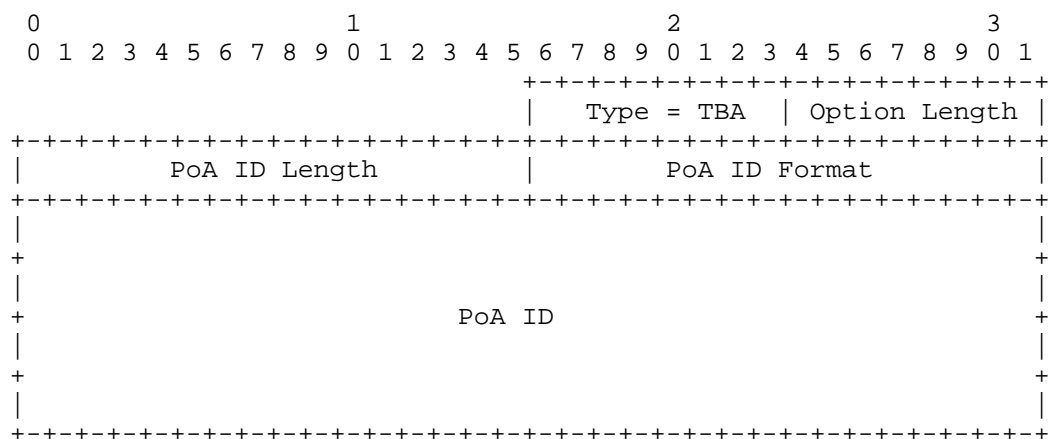 0                   1                   2                   3
 0 1 2 3 4 5 6 7 8 9 0 1 2 3 4 5 6 7 8 9 0 1 2 3 4 5 6 7 8 9 0 1
                                +-+-+-+-+-+-+-+-+-+-+-+-+-+-+-+-+
                                |   Type = TBA  | Option Length |
+-+-+-+-+-+-+-+-+-+-+-+-+-+-+-+-+-+-+-+-+-+-+-+-+-+-+-+-+-+-+-+-+
|         PoA ID Length         |        PoA ID Format          |
+-+-+-+-+-+-+-+-+-+-+-+-+-+-+-+-+-+-+-+-+-+-+-+-+-+-+-+-+-+-+-+-+
|                                                               |
+                                                               +
|                                                               |
+                           PoA ID                              +
|                                                               |
+                                                               +
|                                                               |
+-+-+-+-+-+-+-+-+-+-+-+-+-+-+-+-+-+-+-+-+-+-+-+-+-+-+-+-+-+-+-+-+